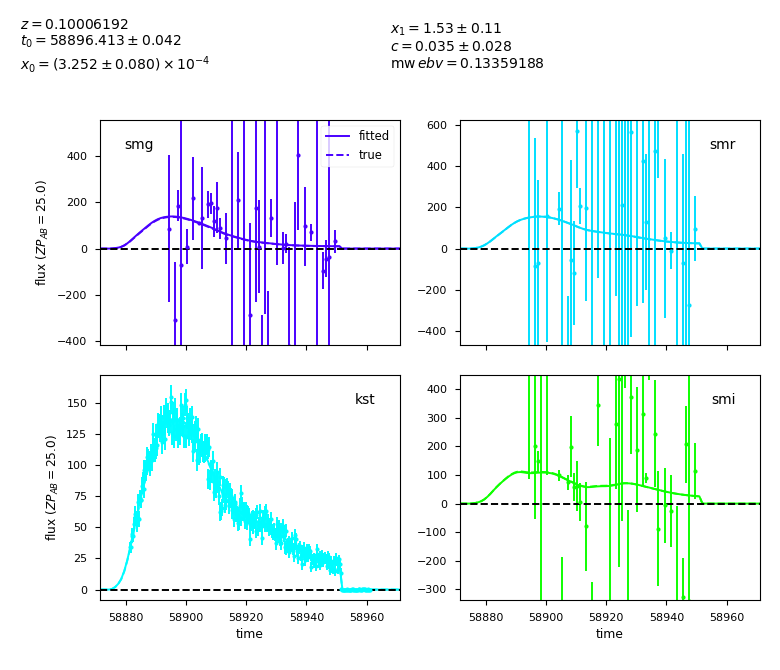 z = 0.10006192
t₀ = 58896.413 ± 0.042
x₀ = (3.252 ± 0.080) × 10⁻⁴
x₁ = 1.53 ± 0.11
c = 0.035 ± 0.028
mw ebv = 0.13359188
smg
fitted
true
400
200
0
−200
−400
flux (ZP_AB = 25.0)
smr
600
400
200
0
−200
−400
kst
150
125
100
75
50
25
0
flux (ZP_AB = 25.0)
58880 58900 58920 58940 58960
time
smi
400
300
200
100
0
−100
−200
−300
58880 58900 58920 58940 58960
time